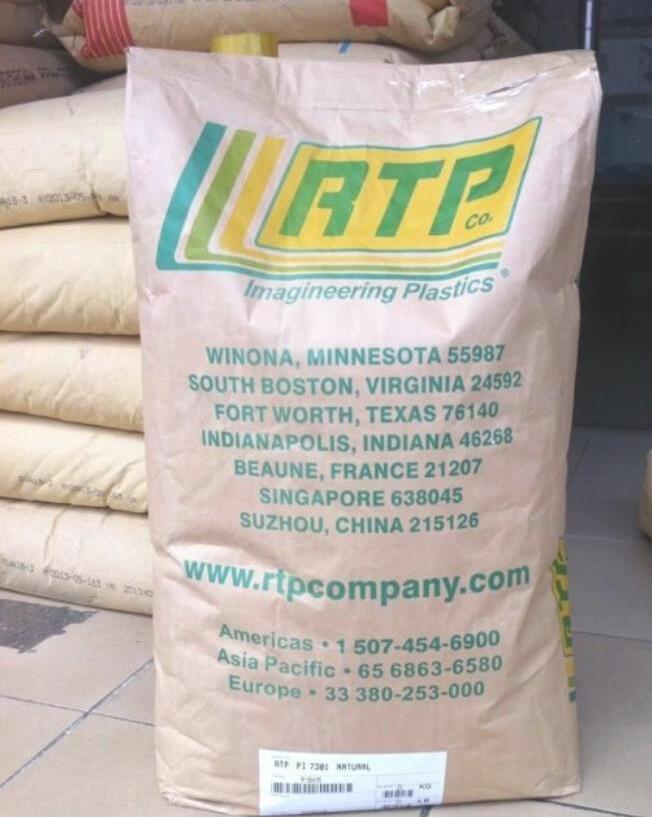 RTP
Co.
Imagineering Plastics®
WINONA, MINNESOTA 55987
SOUTH BOSTON, VIRGINIA 24592
FORT WORTH, TEXAS 76140
INDIANAPOLIS, INDIANA 46268
BEAUNE, FRANCE 21207
SINGAPORE 638045
SUZHOU, CHINA 215126
www.rtpcompany.com
Americas • 1 507-454-6900
Asia Pacific • 65 6863-6580
Europe • 33 380-253-000
RTP PI 7301 NATURAL
KG
LB